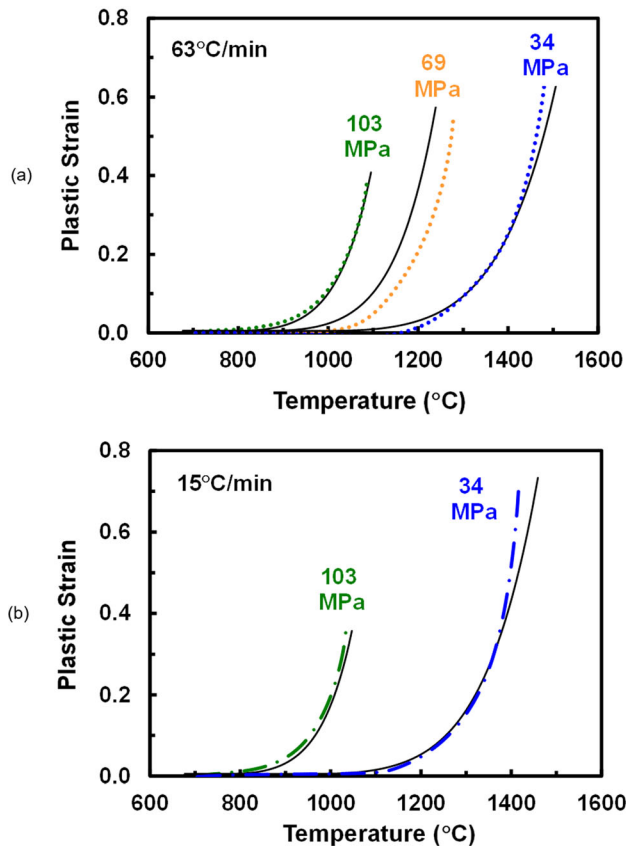 63°C/min
34
MPa
69
MPa
103
MPa
(a)
Plastic Strain
0.8
0.6
0.4
0.2
0.0
600 800 1000 1200 1400 1600
Temperature (°C)
15°C/min
34
MPa
103
MPa
(b)
Plastic Strain
0.8
0.6
0.4
0.2
0.0
600 800 1000 1200 1400 1600
Temperature (°C)